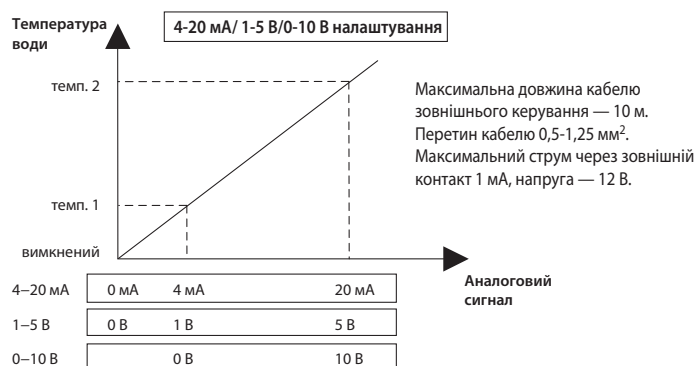 Температура
води
4-20 мА/ 1-5 В/0-10 В налаштування
темп. 2
Максимальна довжина кабелю
зовнішнього керування — 10 м.
Перетин кабелю 0,5-1,25 мм².
Максимальний струм через зовнішній
контакт 1 мА, напруга — 12 В.
темп. 1
вимкнений
Аналоговий
сигнал
4–20 мА 0 мА 4 мА 20 мА
1–5 В 0 В 1 В 5 В
0–10 В 0 В 10 В